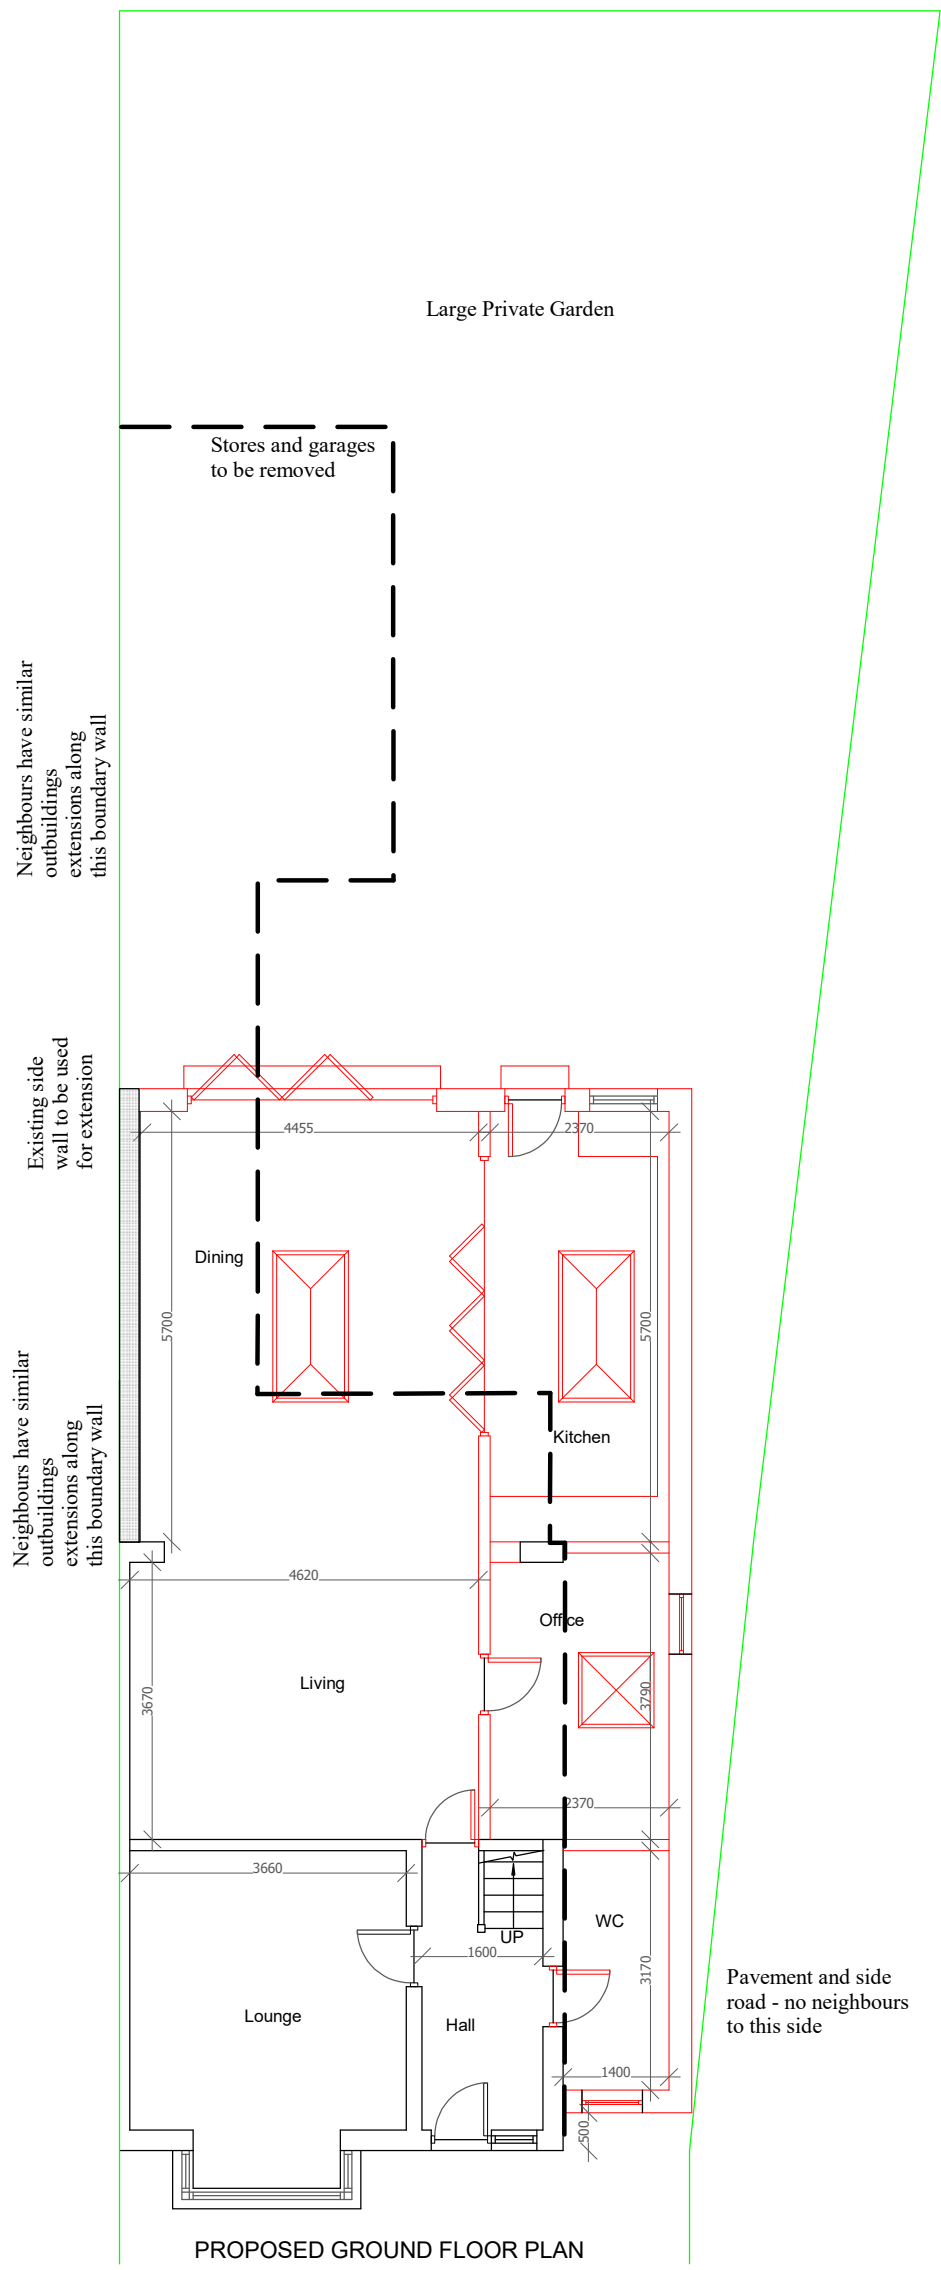 Large Private Garden
Stores and garages
to be removed
Neighbours have similar
outbuildings
extensions along
this boundary wall
Existing side
wall to be used
for extension
4455
2370
Dining
5700
5700
Neighbours have similar
outbuildings
extensions along
this boundary wall
Kitchen
4620
Office
Living
3670
3790
2370
3660
WC
UP
1600
3170
Pavement and side
road - no neighbours
to this side
Lounge
Hall
1400
500
PROPOSED GROUND FLOOR PLAN